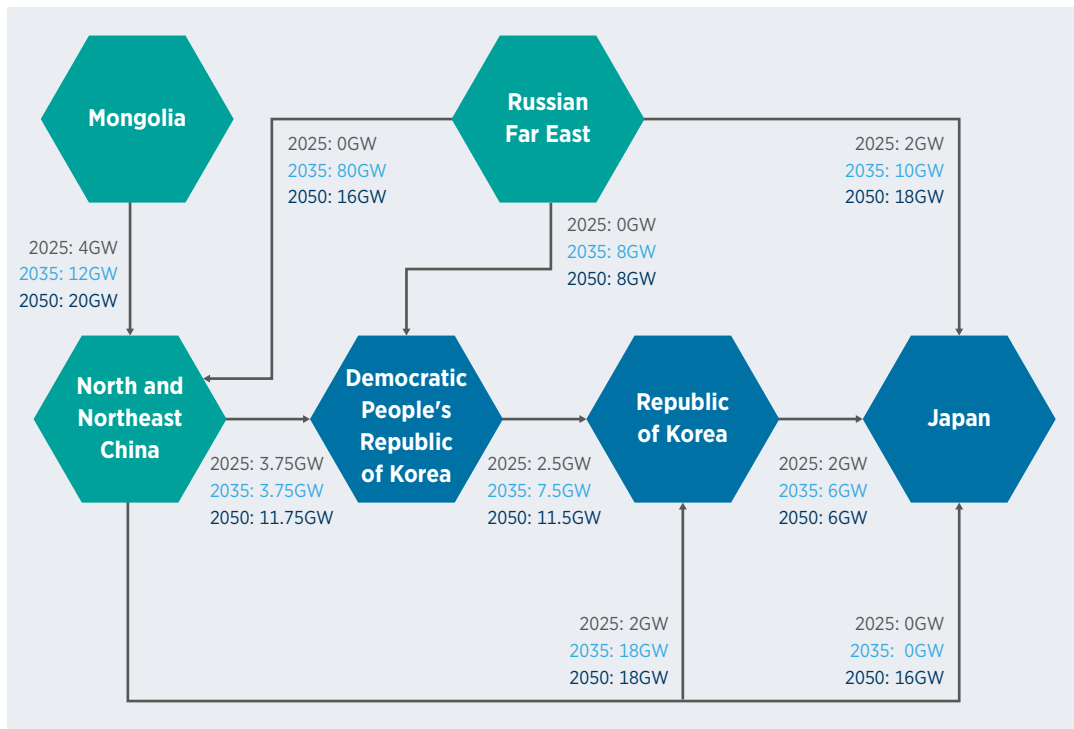 Mongolia
Russian
Far East
2025: 0GW
2035: 80GW
2050: 16GW
2025: 2GW
2035: 10GW
2050: 18GW
2025: 0GW
2035: 8GW
2050: 8GW
2025: 4GW
2035: 12GW
2050: 20GW
North and
Northeast
China
Democratic
People's
Republic
of Korea
Republic
of Korea
Japan
2025: 3.75GW
2035: 3.75GW
2050: 11.75GW
2025: 2.5GW
2035: 7.5GW
2050: 11.5GW
2025: 2GW
2035: 6GW
2050: 6GW
2025: 2GW
2035: 18GW
2050: 18GW
2025: 0GW
2035: 0GW
2050: 16GW